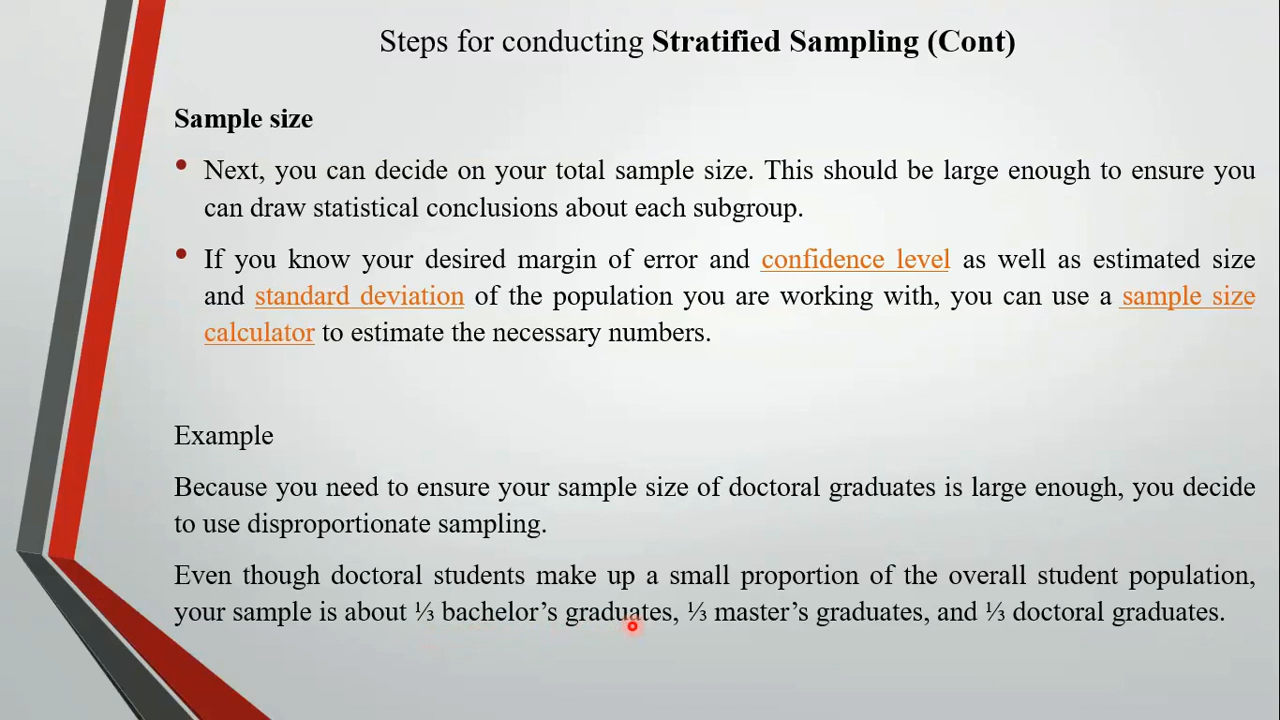 Steps for conducting Stratified Sampling (Cont)
Sample size
• Next, you can decide on your total sample size. This should be large enough to ensure you
can draw statistical conclusions about each subgroup.
• If you know your desired margin of error and confidence level as well as estimated size
and standard deviation of the population you are working with, you can use a sample size
calculator to estimate the necessary numbers.
Example
Because you need to ensure your sample size of doctoral graduates is large enough, you decide
to use disproportionate sampling.
Even though doctoral students make up a small proportion of the overall student population,
your sample is about ⅓ bachelor’s graduates, ⅓ master’s graduates, and ⅓ doctoral graduates.